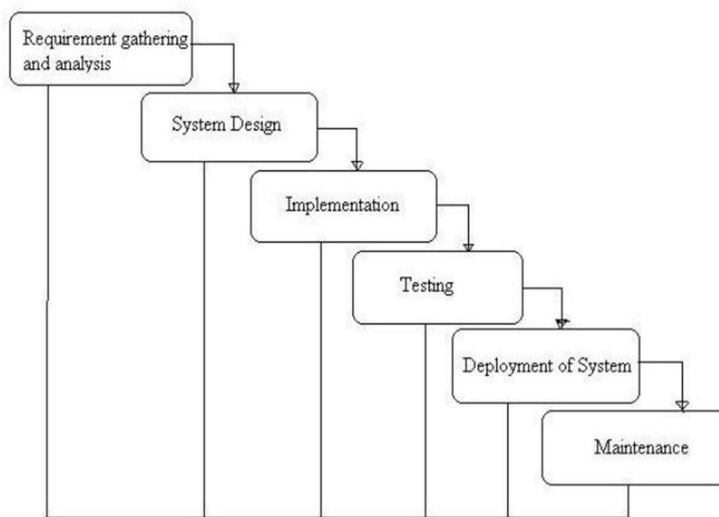 Requirement gathering
and analysis
System Design
Implementation
Testing
Deployment of System
Maintenance